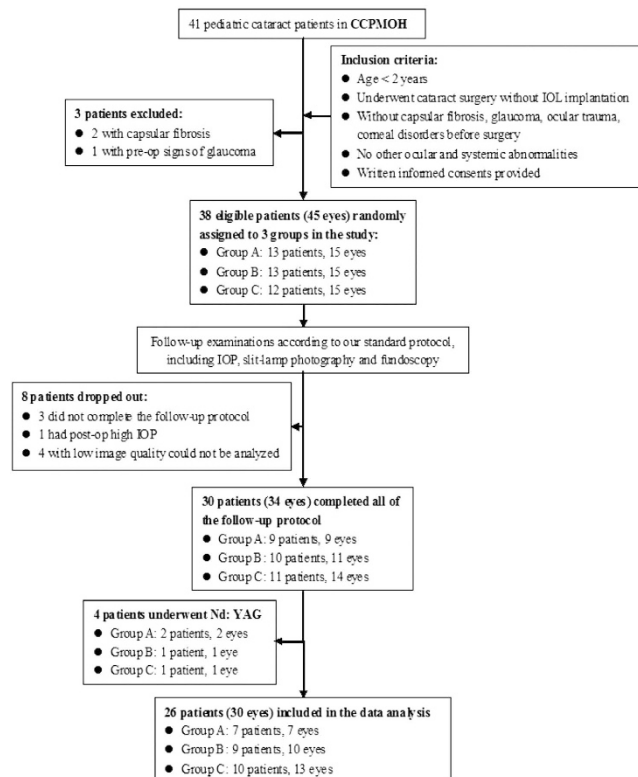 41 pediatric cataract patients in CCPMOH
Inclusion criteria:
● Age < 2 years
● Underwent cataract surgery without IOL implantation
● Without capsular fibrosis, glaucoma, ocular trauma,
corneal disorders before surgery
● No other ocular and systemic abnormalities
● Written informed consents provided
3 patients excluded:
● 2 with capsular fibrosis
● 1 with pre-op signs of glaucoma
38 eligible patients (45 eyes) randomly
assigned to 3 groups in the study:
● Group A: 13 patients, 15 eyes
● Group B: 13 patients, 15 eyes
● Group C: 12 patients, 15 eyes
Follow-up examinations according to our standard protocol,
including IOP, slit-lamp photography and fundoscopy
8 patients dropped out:
● 3 did not complete the follow-up protocol
● 1 had post-op high IOP
● 4 with low image quality could not be analyzed
30 patients (34 eyes) completed all of
the follow-up protocol
● Group A: 9 patients, 9 eyes
● Group B: 10 patients, 11 eyes
● Group C: 11 patients, 14 eyes
4 patients underwent Nd: YAG
● Group A: 2 patients, 2 eyes
● Group B: 1 patient, 1 eye
● Group C: 1 patient, 1 eye
26 patients (30 eyes) included in the data analysis
● Group A: 7 patients, 7 eyes
● Group B: 9 patients, 10 eyes
● Group C: 10 patients, 13 eyes